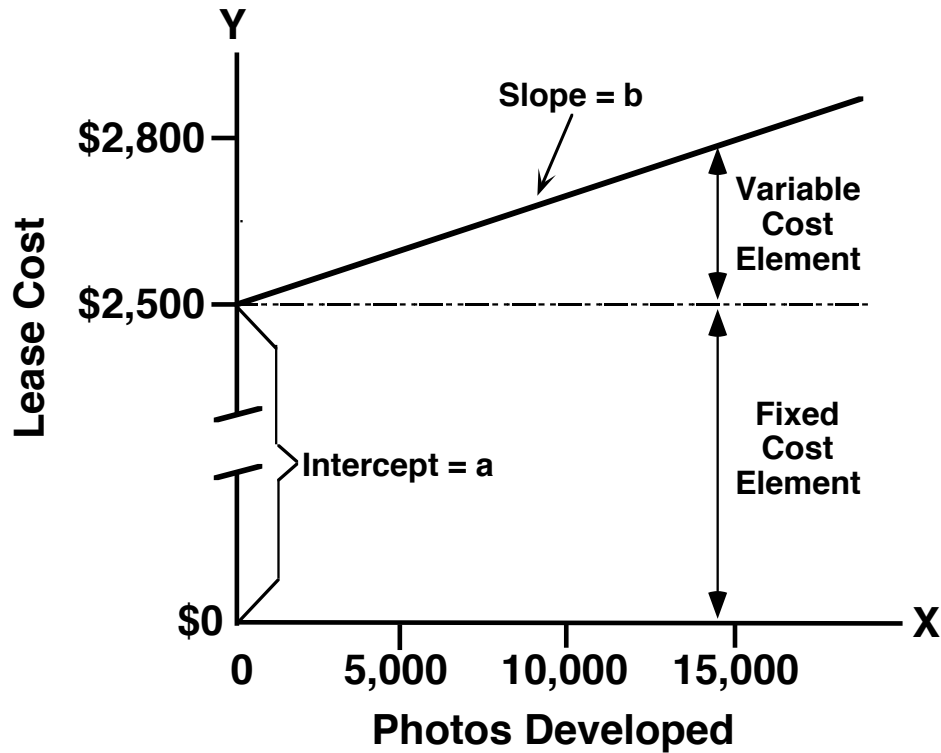 Y
Slope = b
$2,800
Variable
Cost
Element
$2,500
Lease Cost
Fixed
Cost
Element
Intercept = a
$0
X
0 5,000 10,000 15,000
Photos Developed